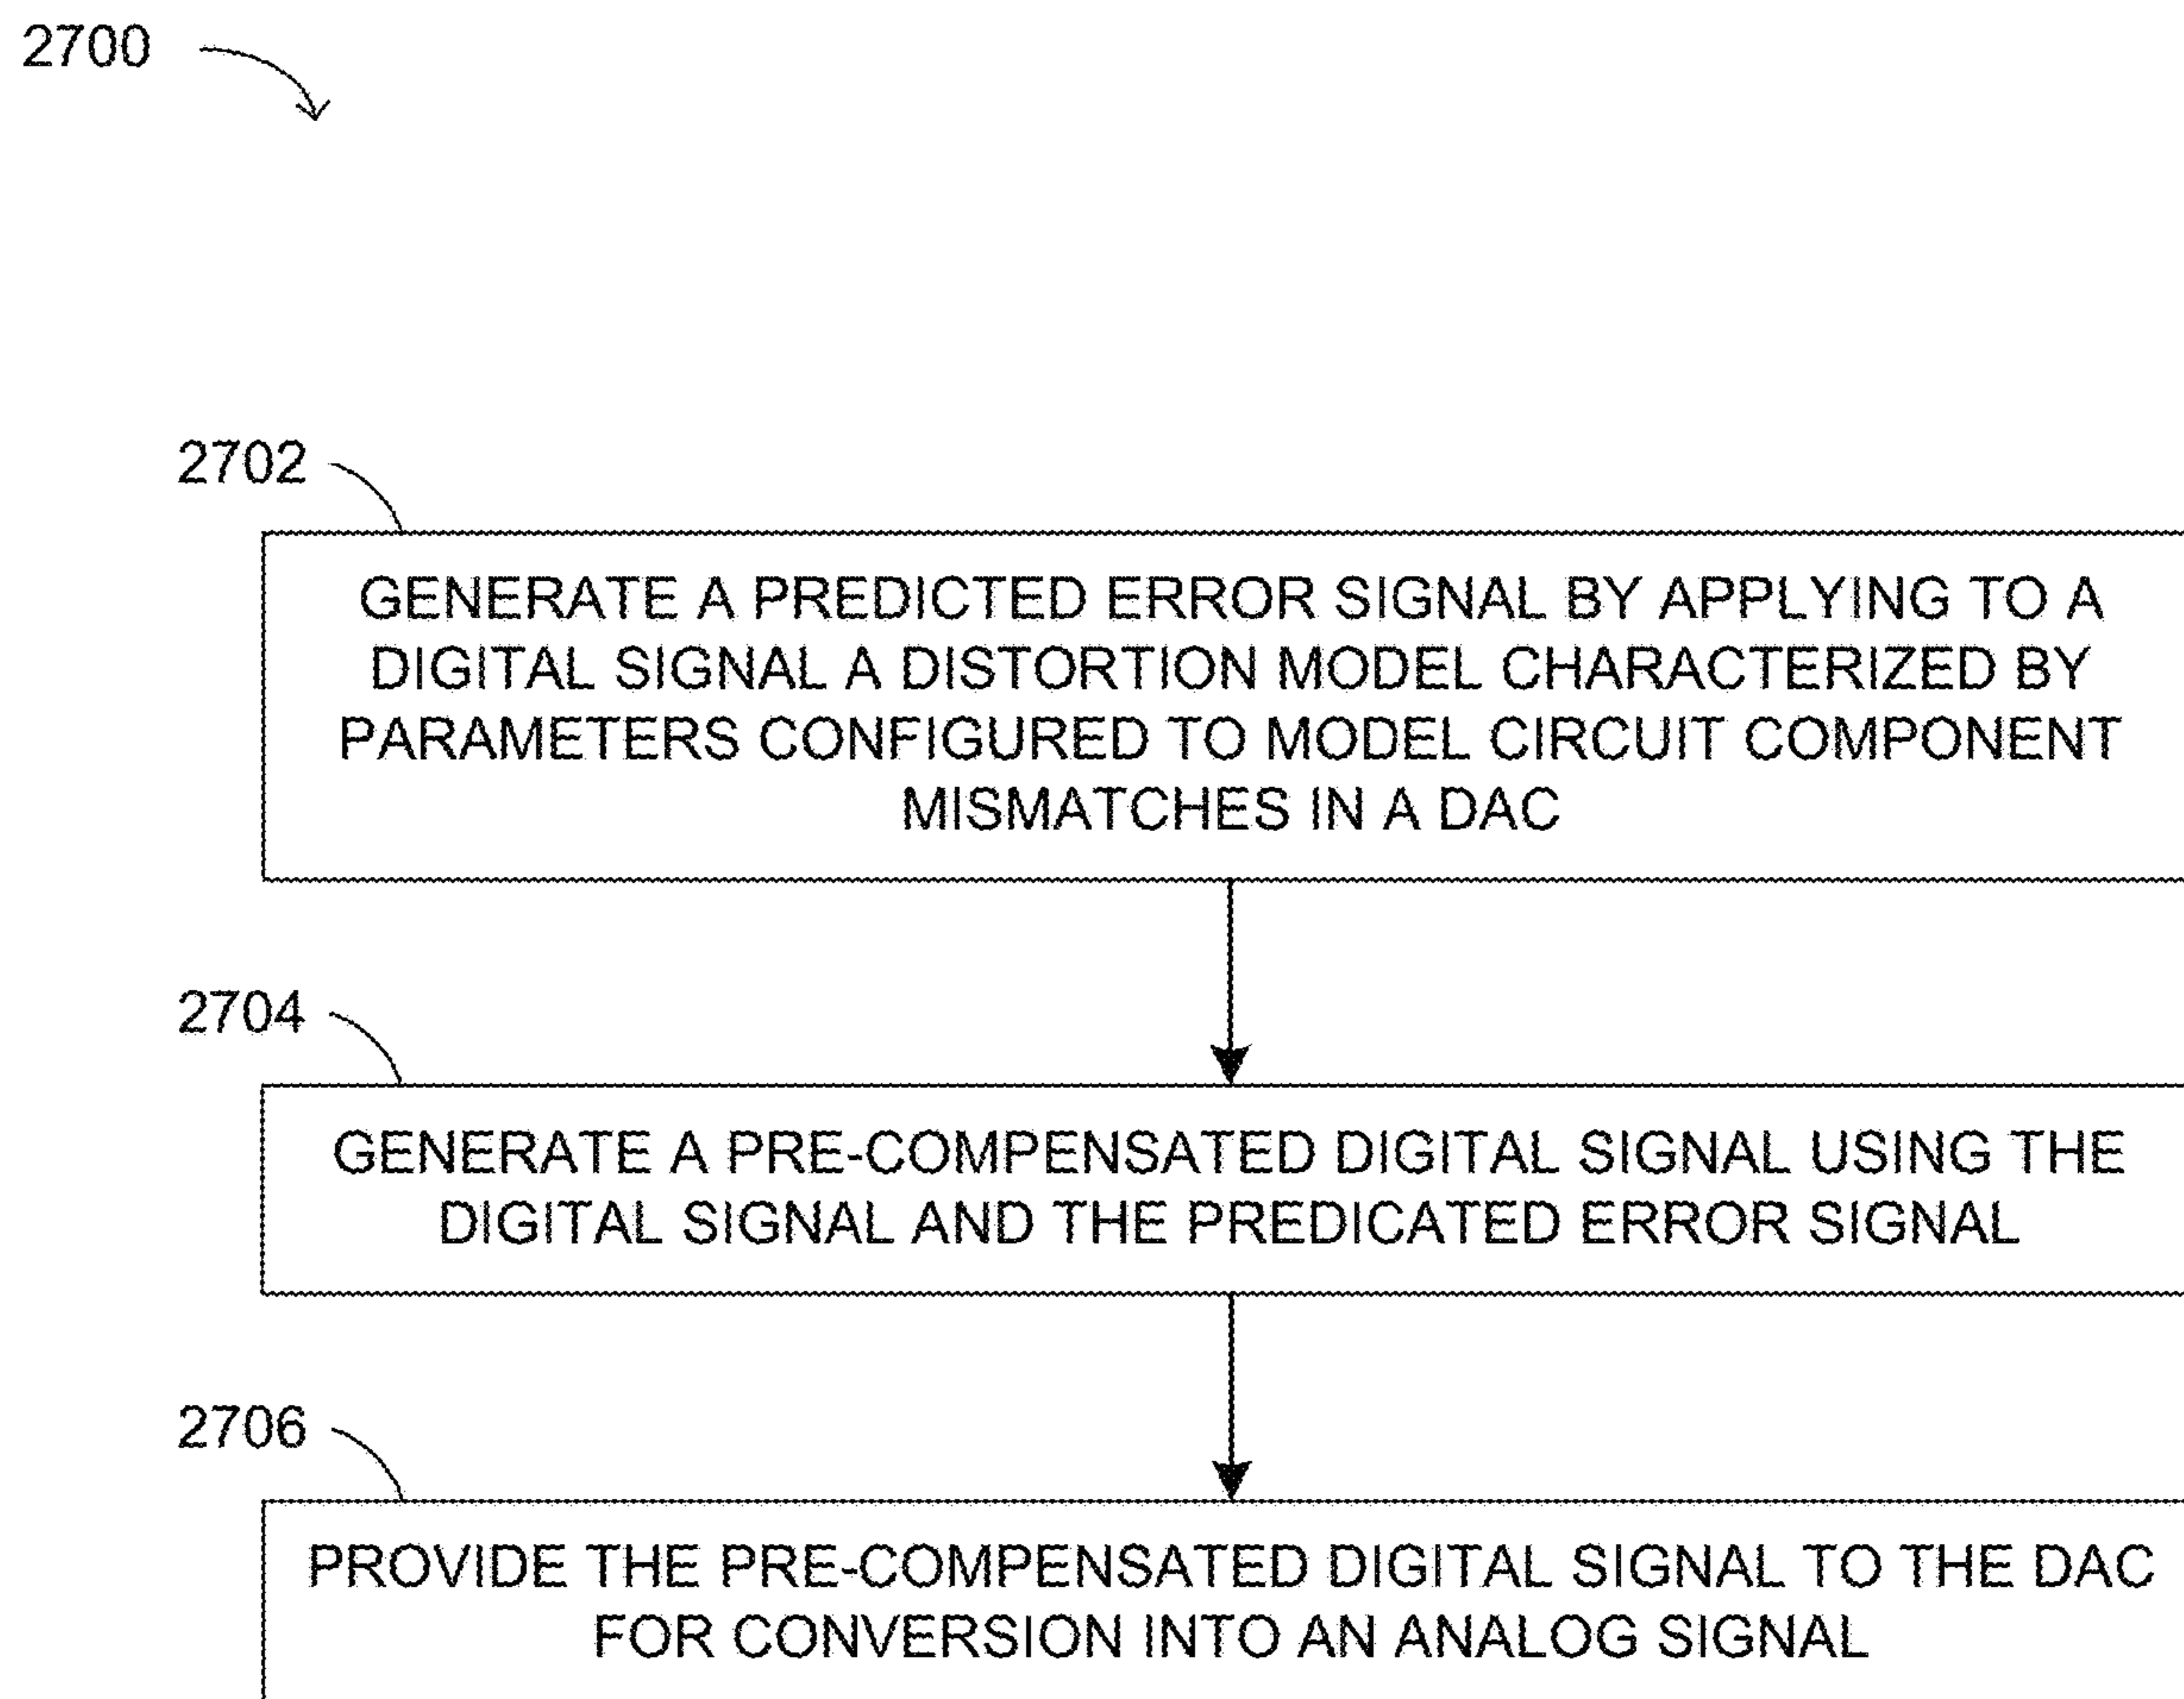 2700
2702
GENERATE A PREDICTED ERROR SIGNAL BY APPLYING TO A
DIGITAL SIGNAL A DISTORTION MODEL CHARACTERIZED BY
PARAMETERS CONFIGURED TO MODEL CIRCUIT COMPONENT
MISMATCHES IN A DAC
2704
GENERATE A PRE-COMPENSATED DIGITAL SIGNAL USING THE
DIGITAL SIGNAL AND THE PREDICATED ERROR SIGNAL
2706
PROVIDE THE PRE-COMPENSATED DIGITAL SIGNAL TO THE DAC
FOR CONVERSION INTO AN ANALOG SIGNAL